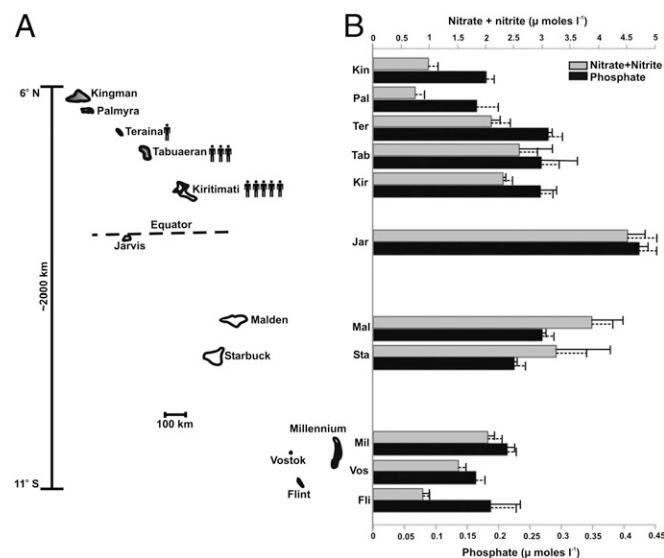 A
6° N
Kingman
Palmyra
Teraina
Tabuaeran
Kiritimati
Equator
Jarvis
~2000 km
Malden
Starbuck
100 km
Millennium
Vostok
11° S
Flint
B
Nitrate + nitrite (μ moles l⁻¹)
0 0.5 1 1.5 2 2.5 3 3.5 4 4.5 5
Nitrate+Nitrite
Phosphate
Kin
Pal
Ter
Tab
Kir
Jar
Mal
Sta
Mil
Vos
Fli
0 0.05 0.1 0.15 0.2 0.25 0.3 0.35 0.4 0.45
Phosphate (μ moles l⁻¹)